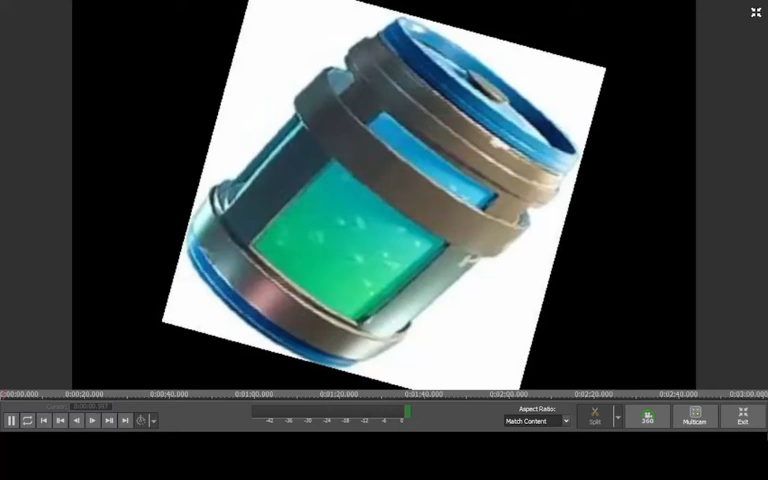 0:00:00.000 0:00:20.000 0:00:40.000 0:01:00.000 0:01:20.000 0:01:40.000 0:02:00.000 0:02:20.000 0:02:40.000 0:03:00.000
Cursor:
Aspect Ratio:
-42 -36 -30 -24 -18 -12 -6 0
Match Content
Split
360
Multicam
Exit